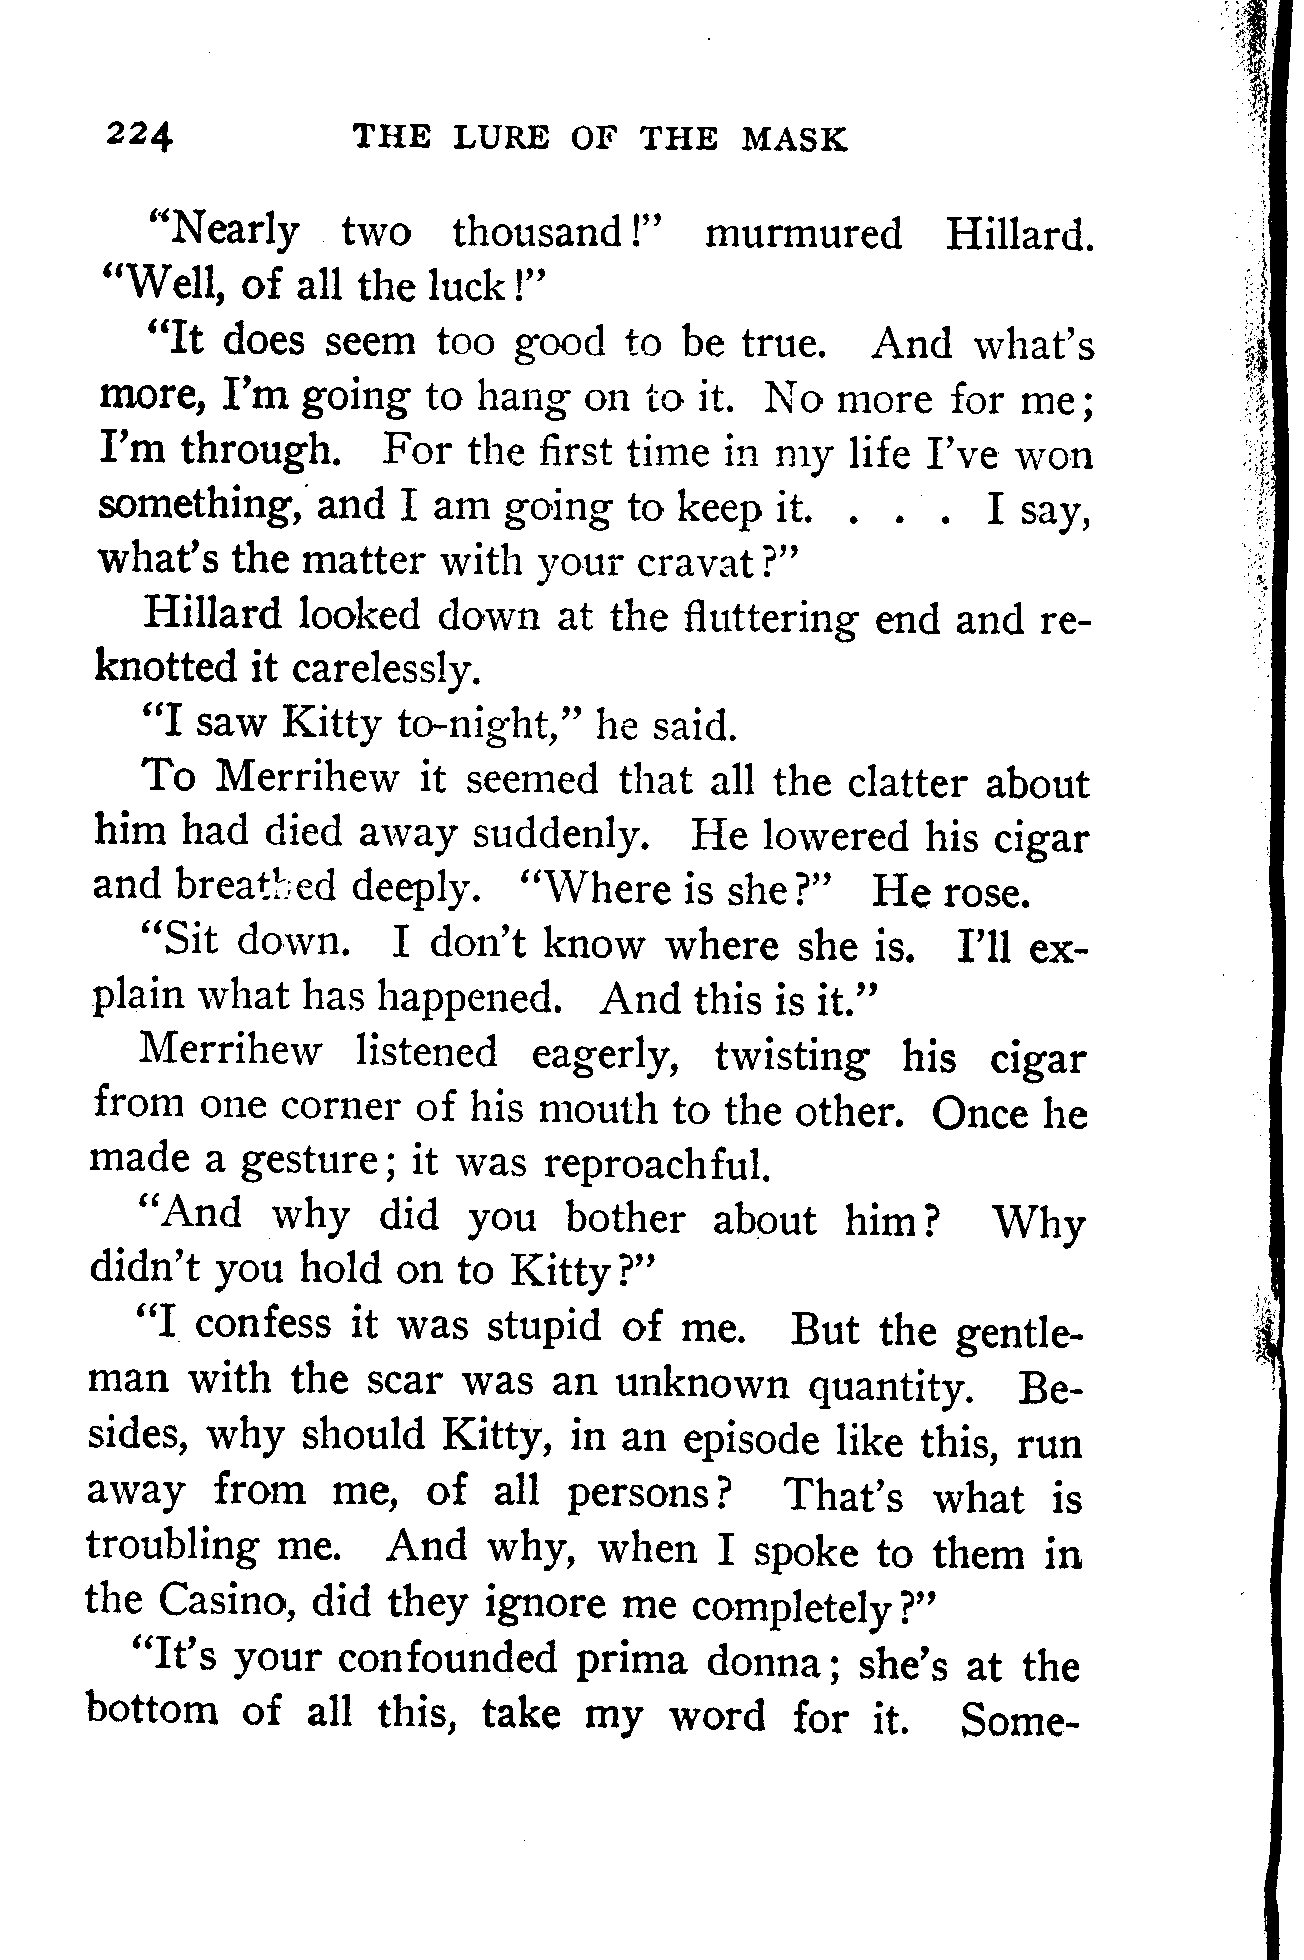 224 THE LURE OF THE MASK
“Nearly two thousand!” murmured Hillard.
“Well, of all the luck!”
“It does seem too good to be true. And what’s
more, I’m going to hang on to it. No more for me;
I’m through. For the first time in my life I’ve won
something, and I am going to keep it. . . . I say,
what’s the matter with your cravat?”
Hillard looked down at the fluttering end and re-
knotted it carelessly.
“I saw Kitty to-night,” he said.
To Merrihew it seemed that all the clatter about
him had died away suddenly. He lowered his cigar
and breathed deeply. “Where is she?” He rose.
“Sit down. I don’t know where she is. I’ll ex-
plain what has happened. And this is it.”
Merrihew listened eagerly, twisting his cigar
from one corner of his mouth to the other. Once he
made a gesture; it was reproachful.
“And why did you bother about him? Why
didn’t you hold on to Kitty?”
“I confess it was stupid of me. But the gentle-
man with the scar was an unknown quantity. Be-
sides, why should Kitty, in an episode like this, run
away from me, of all persons? That’s what is
troubling me. And why, when I spoke to them in
the Casino, did they ignore me completely?”
“It’s your confounded prima donna; she’s at the
bottom of all this, take my word for it. Some-